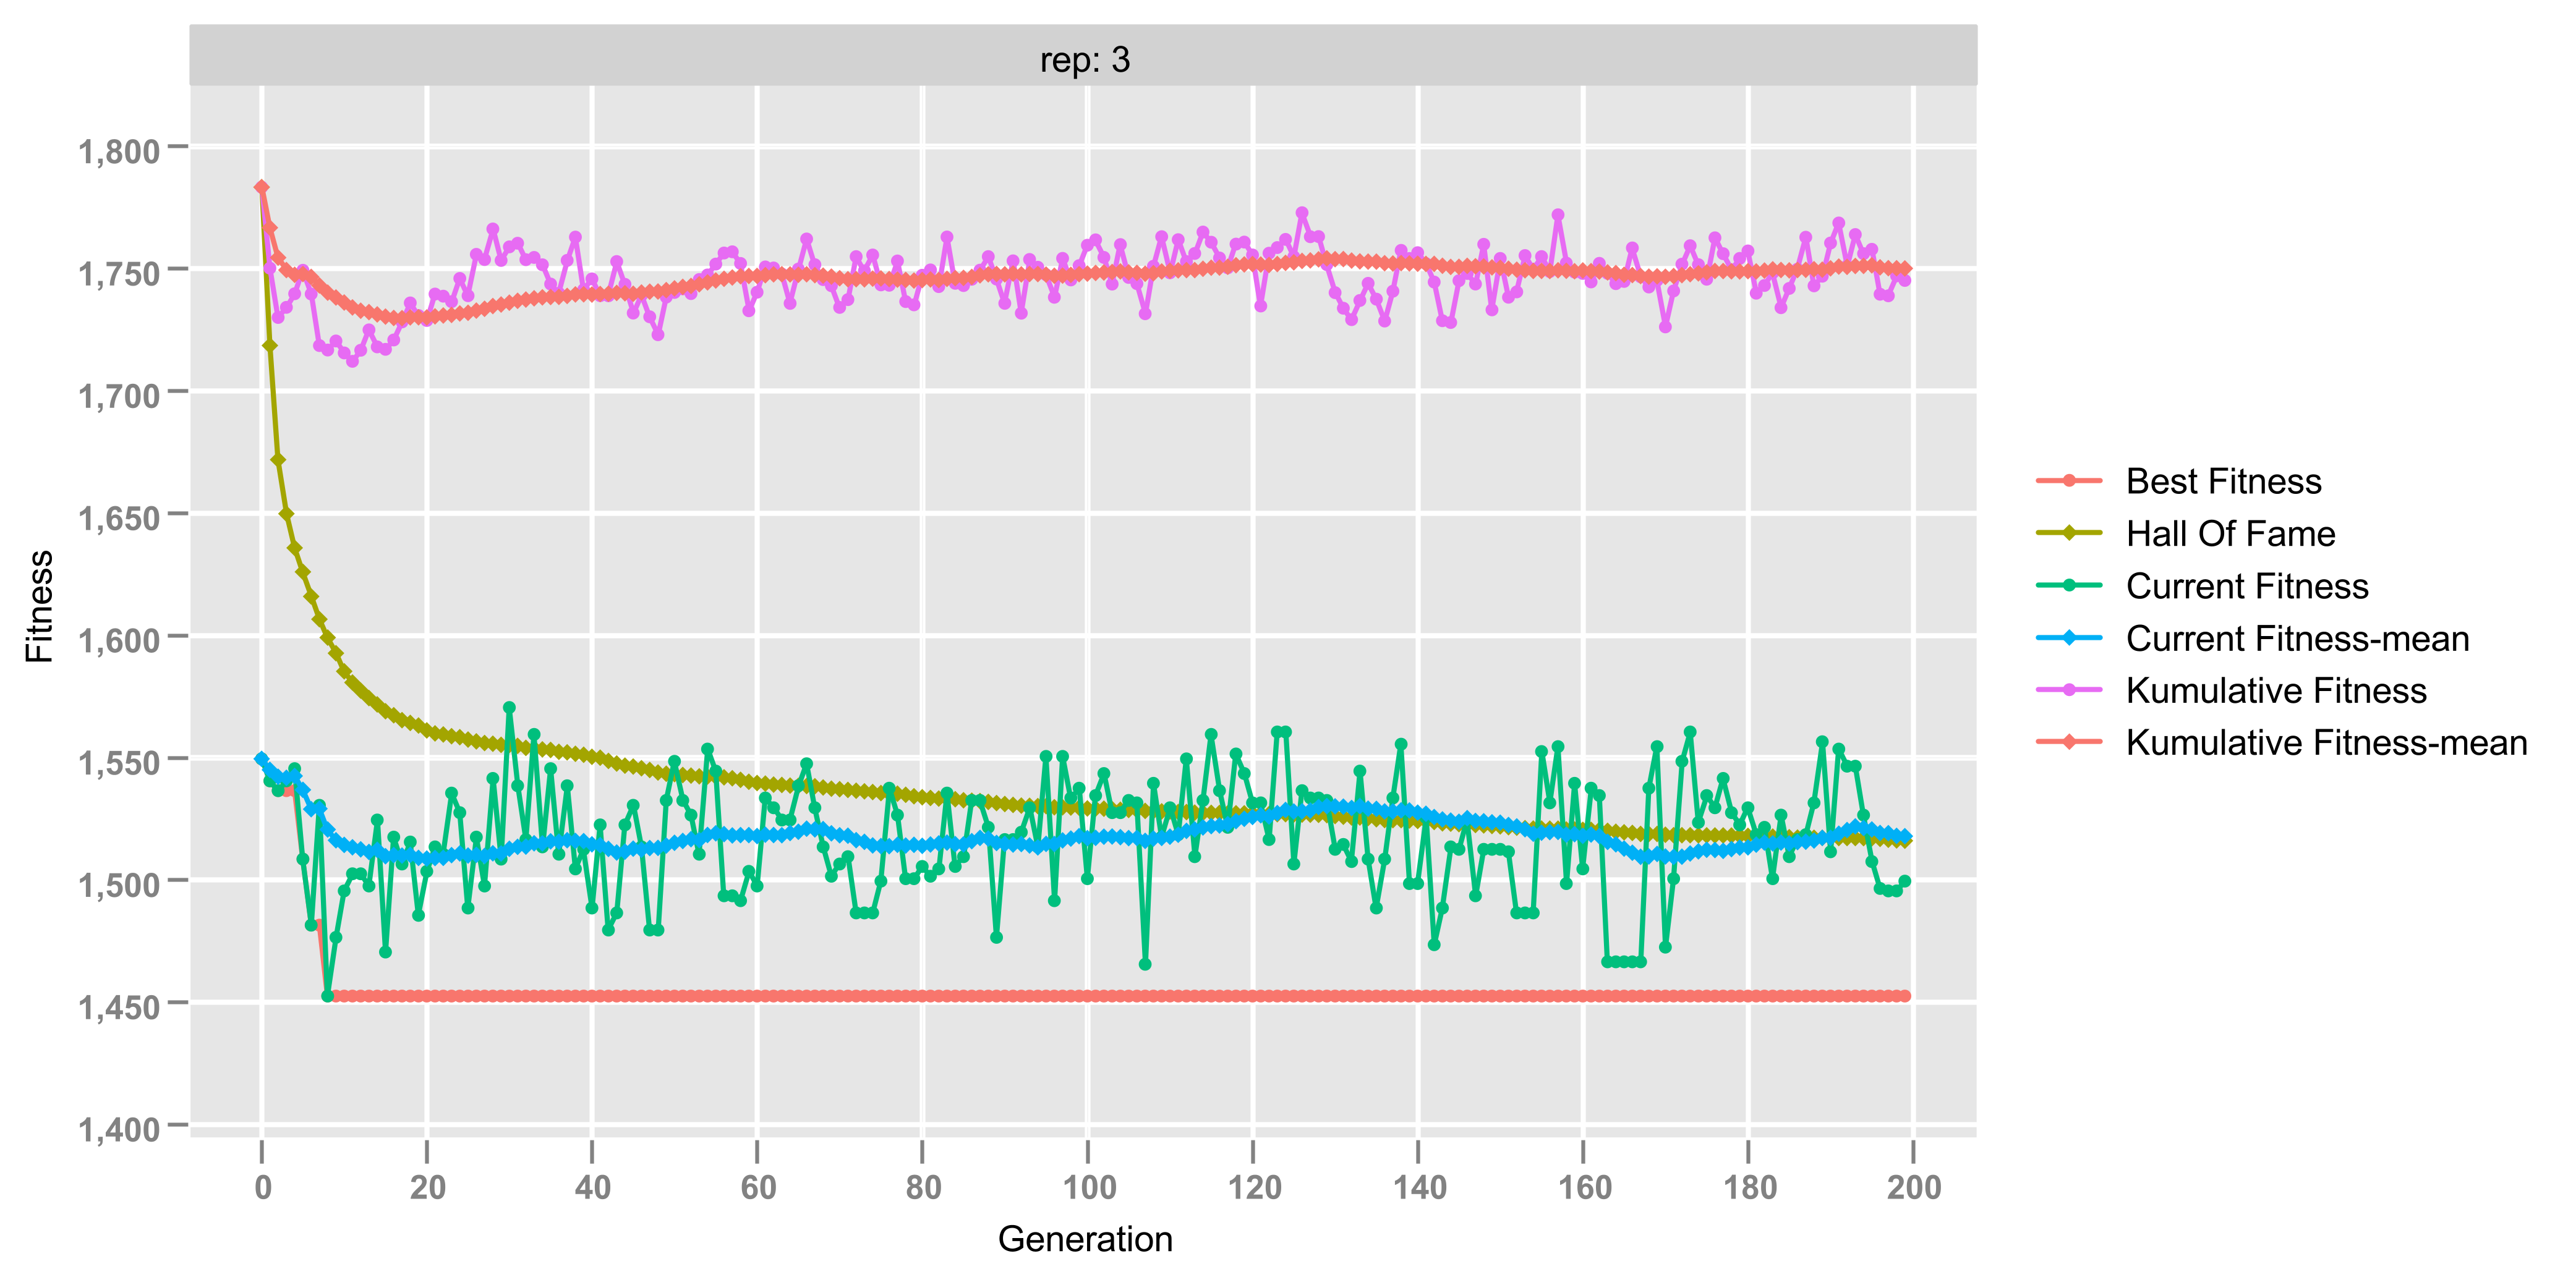 rep: 3
1,800
1,750
1,700
1,650
1,600
1,550
1,500
1,450
1,400
Fitness
0 20 40 60 80 100 120 140 160 180 200
Generation
Best Fitness
Hall Of Fame
Current Fitness
Current Fitness-mean
Kumulative Fitness
Kumulative Fitness-mean